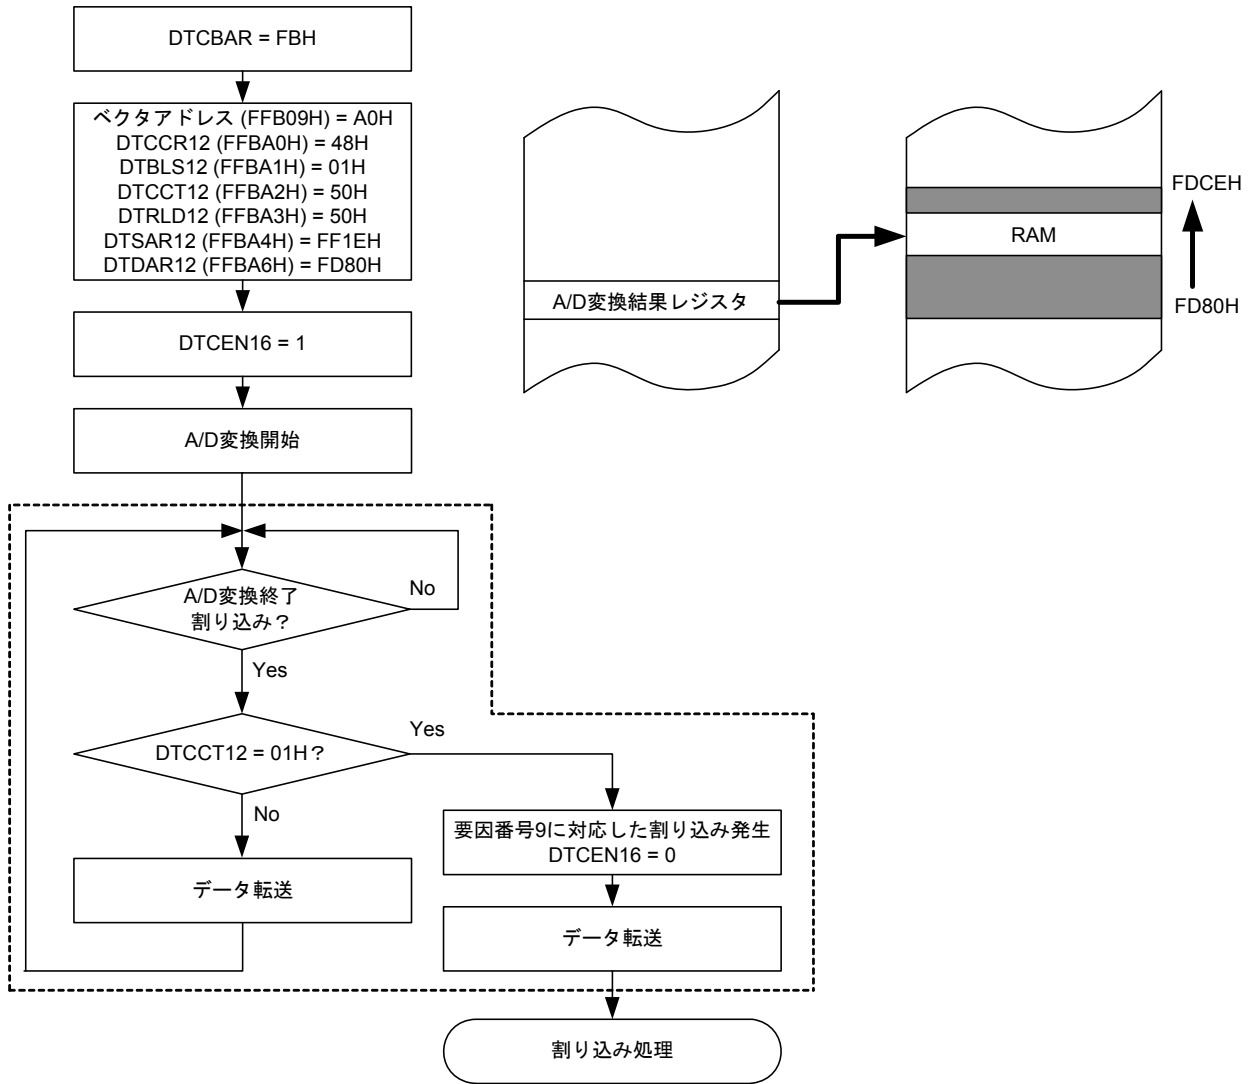 DTCBAR = FBH
ベクタアドレス (FFB09H) = A0H
DTCCR12 (FFBA0H) = 48H
DTBLS12 (FFBA1H) = 01H
DTCCT12 (FFBA2H) = 50H
DTRLD12 (FFBA3H) = 50H
DTSAR12 (FFBA4H) = FF1EH
DTDAR12 (FFBA6H) = FD80H
DTCEN16 = 1
A/D変換開始
A/D変換終了
割り込み？
No
Yes
DTCCT12 = 01H？
Yes
No
データ転送
要因番号9に対応した割り込み発生
DTCEN16 = 0
データ転送
割り込み処理
A/D変換結果レジスタ
RAM
FDCEH
FD80H